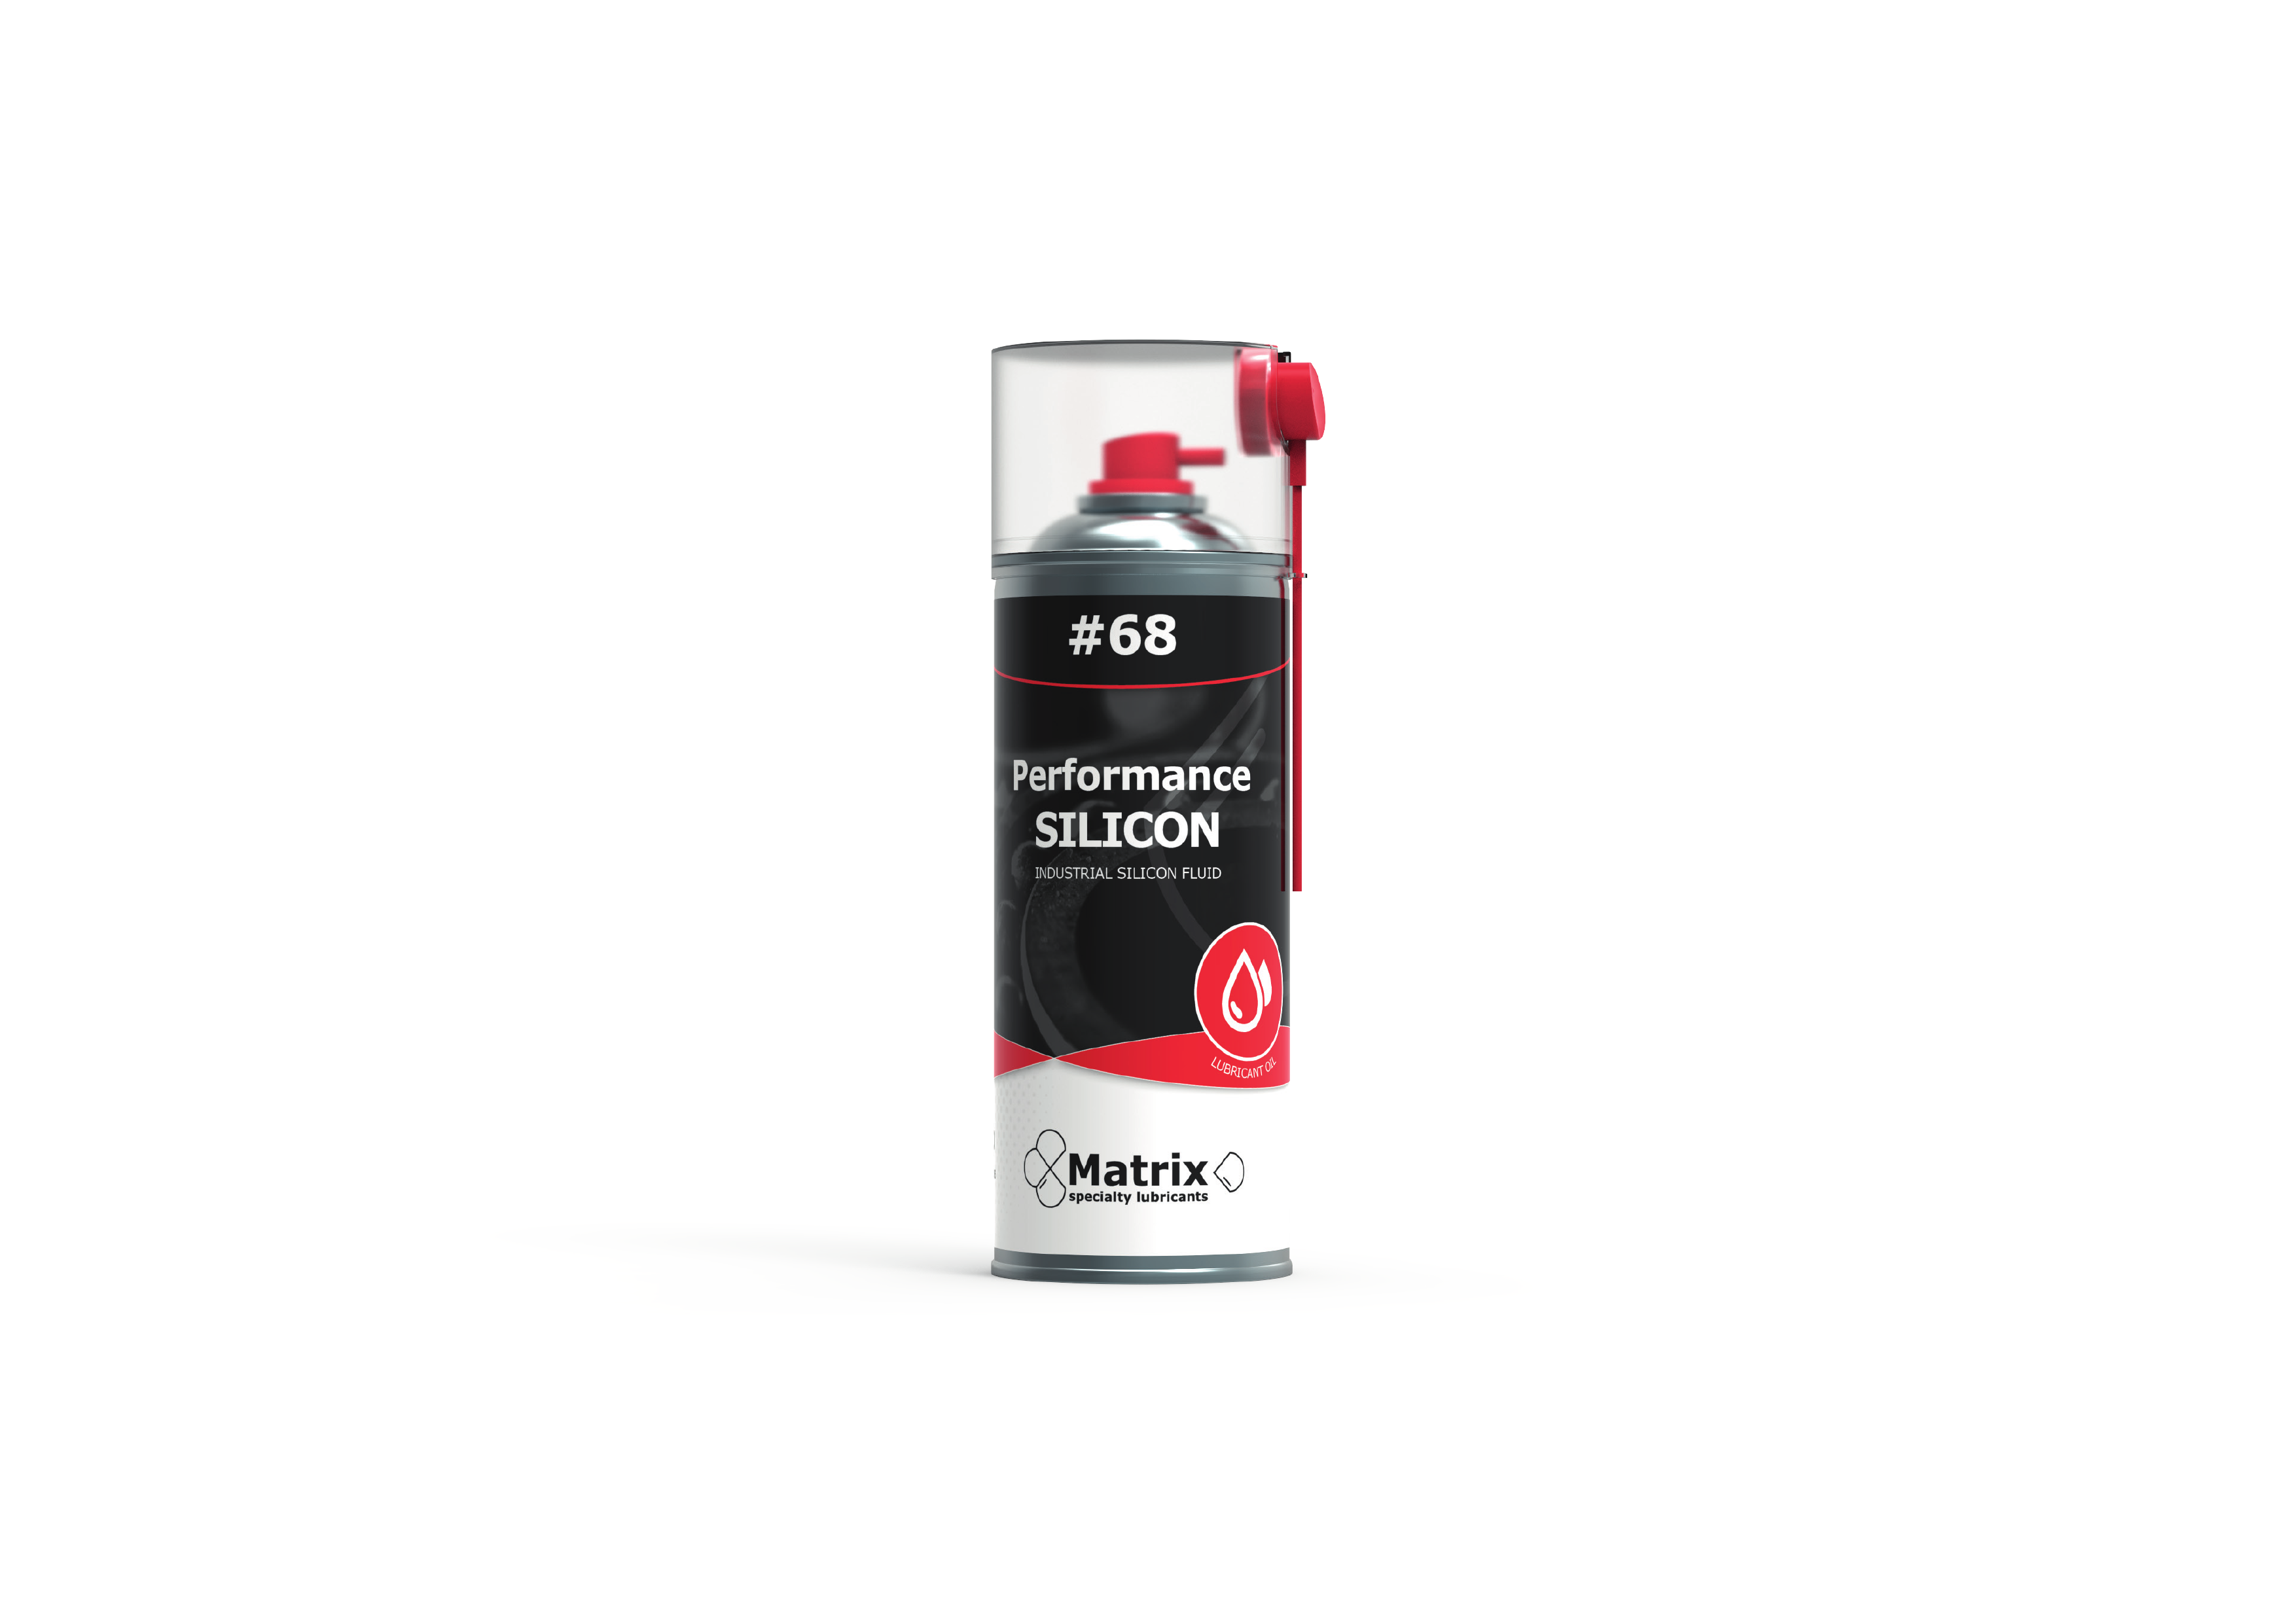 #68
Performance
SILICON
INDUSTRIAL SILICON FLUID
LUBRICANT OIL
Matrix
specialty lubricants